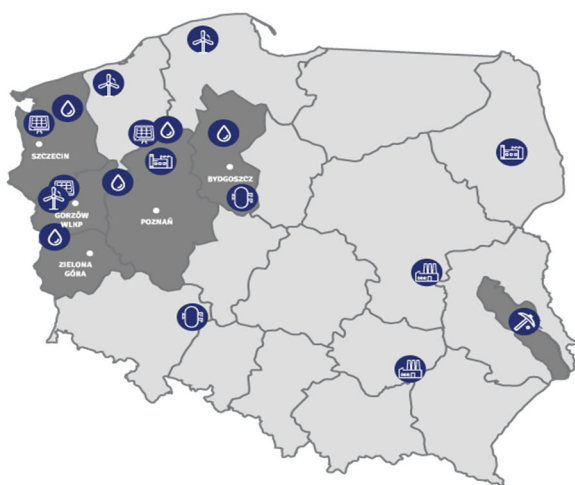 SZCZECIN
BYDGOSZCZ
GORZÓW
WLKP
POZNAŃ
ZIELONA
GÓRA